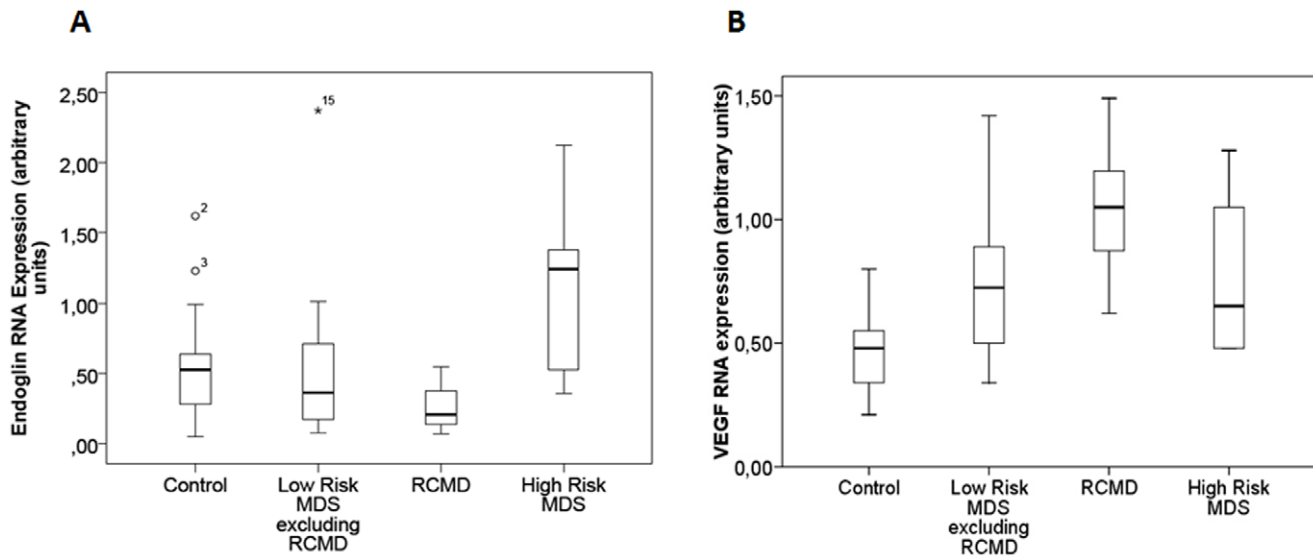 A
Endoglin RNA Expression (arbitrary
units)
2,50
2,00
1,50
1,00
,50
,00
2
3
*15
Control
Low Risk
MDS
excluding
RCMD
RCMD
High Risk
MDS
B
VEGF RNA expression (arbitrary units)
1,50
1,00
0,50
0,00
Control
Low Risk
MDS
excluding
RCMD
RCMD
High Risk
MDS